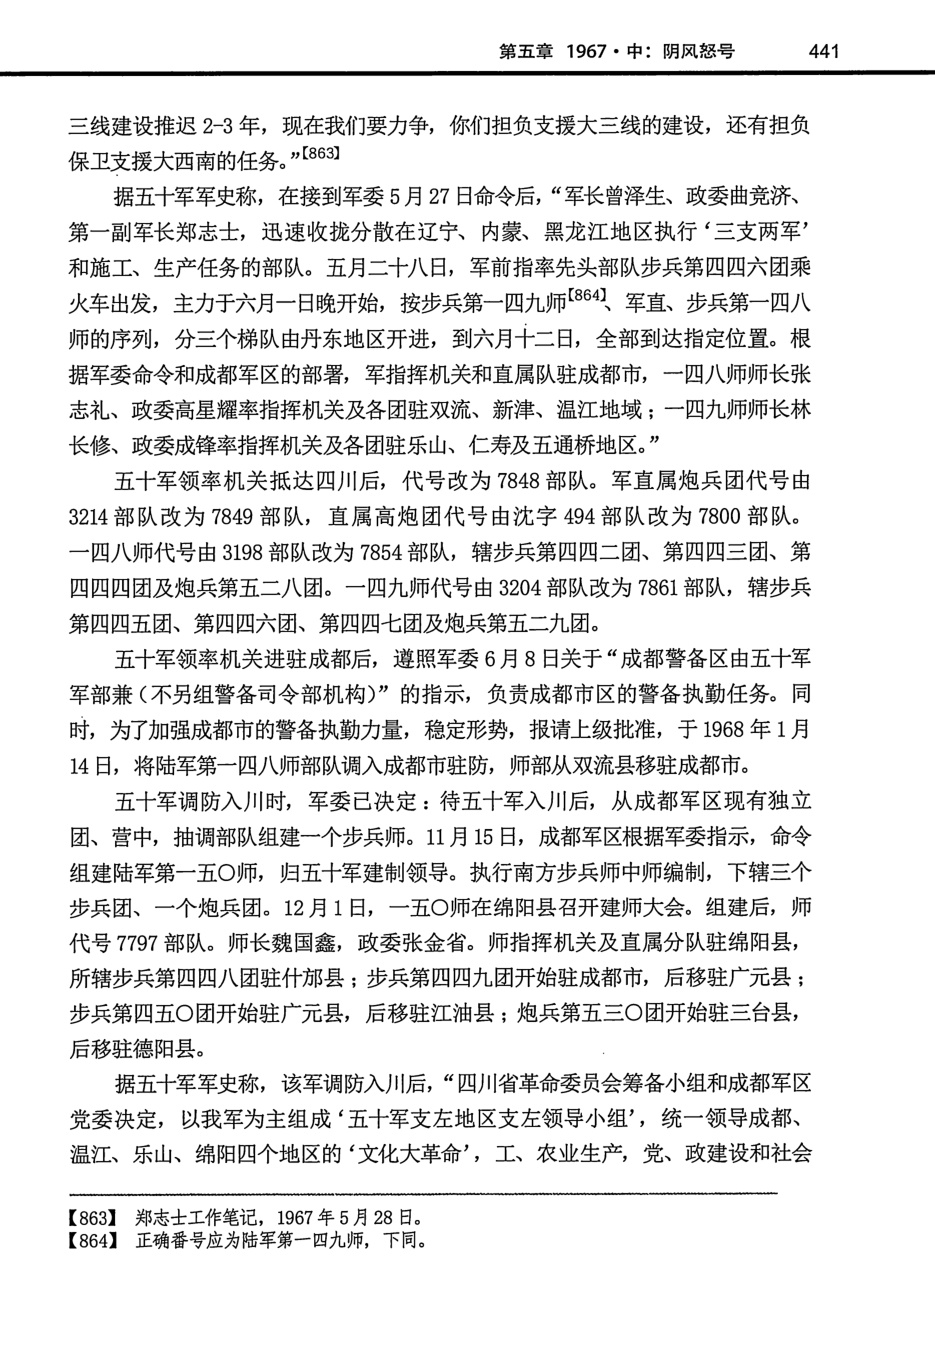 第五章 1967·中：阴风怒号 441
三线建设推迟 2-3 年，现在我们要力争，你们担负支援大三线的建设，还有担负
保卫支援大西南的任务。”【863】
据五十军军史称，在接到军委 5 月 27 日命令后，“军长曾泽生、政委曲竞济、
第一副军长郑志士，迅速收拢分散在辽宁、内蒙、黑龙江地区执行‘三支两军’
和施工、生产任务的部队。五月二十八日，军前指率先头部队步兵第四四六团乘
火车出发，主力于六月一日晚开始，按步兵第一四九师【864】、军直、步兵第一四八
师的序列，分三个梯队由丹东地区开进，到六月十二日，全部到达指定位置。根
据军委命令和成都军区的部署，军指挥机关和直属队驻成都市，一四八师师长张
志礼、政委高星耀率指挥机关及各团驻双流、新津、温江地域；一四九师师长林
长修、政委成锋率指挥机关及各团驻乐山、仁寿及五通桥地区。”
五十军领率机关抵达四川后，代号改为 7848 部队。军直属炮兵团代号由
3214 部队改为 7849 部队，直属高炮团代号由沈字 494 部队改为 7800 部队。
一四八师代号由 3198 部队改为 7854 部队，辖步兵第四四二团、第四四三团、第
四四四团及炮兵第五二八团。一四九师代号由 3204 部队改为 7861 部队，辖步兵
第四四五团、第四四六团、第四四七团及炮兵第五二九团。
五十军领率机关进驻成都后，遵照军委 6 月 8 日关于“成都警备区由五十军
军部兼（不另组警备司令部机构）”的指示，负责成都市区的警备执勤任务。同
时，为了加强成都市的警备执勤力量，稳定形势，报请上级批准，于 1968 年 1 月
14 日，将陆军第一四八师部队调入成都市驻防，师部从双流县移驻成都市。
五十军调防入川时，军委已决定：待五十军入川后，从成都军区现有独立
团、营中，抽调部队组建一个步兵师。11 月 15 日，成都军区根据军委指示，命令
组建陆军第一五〇师，归五十军建制领导。执行南方步兵师中师编制，下辖三个
步兵团、一个炮兵团。12 月 1 日，一五〇师在绵阳县召开建师大会。组建后，师
代号 7797 部队。师长魏国鑫，政委张金省。师指挥机关及直属分队驻绵阳县，
所辖步兵第四四八团驻什邡县；步兵第四四九团开始驻成都市，后移驻广元县；
步兵第四五〇团开始驻广元县，后移驻江油县；炮兵第五三〇团开始驻三台县，
后移驻德阳县。
据五十军军史称，该军调防入川后，“四川省革命委员会筹备小组和成都军区
党委决定，以我军为主组成‘五十军支左地区支左领导小组’，统一领导成都、
温江、乐山、绵阳四个地区的‘文化大革命’，工、农业生产，党、政建设和社会
【863】 郑志士工作笔记，1967 年 5 月 28 日。
【864】 正确番号应为陆军第一四九师，下同。